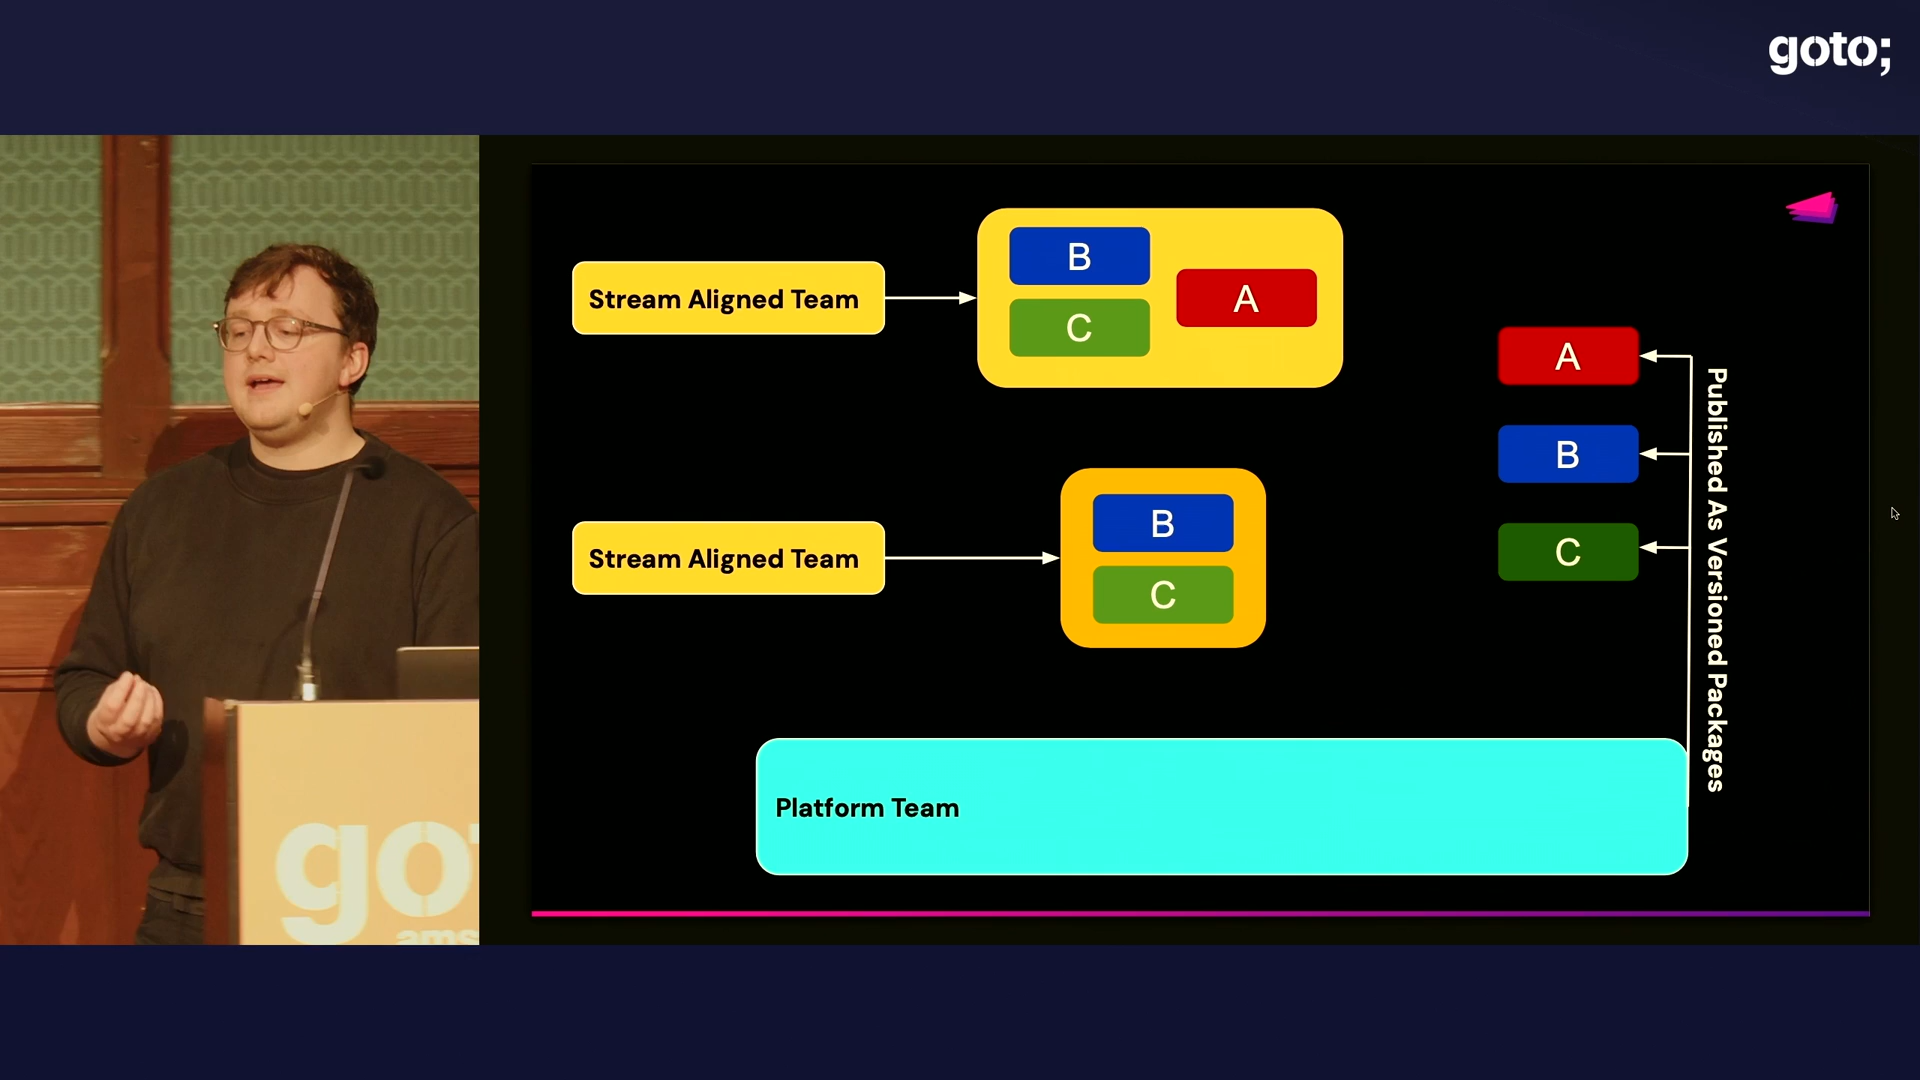 goto;
Stream Aligned Team
B
C
A
Stream Aligned Team
B
C
A
B
C
Published As Versioned Packages
Platform Team
go